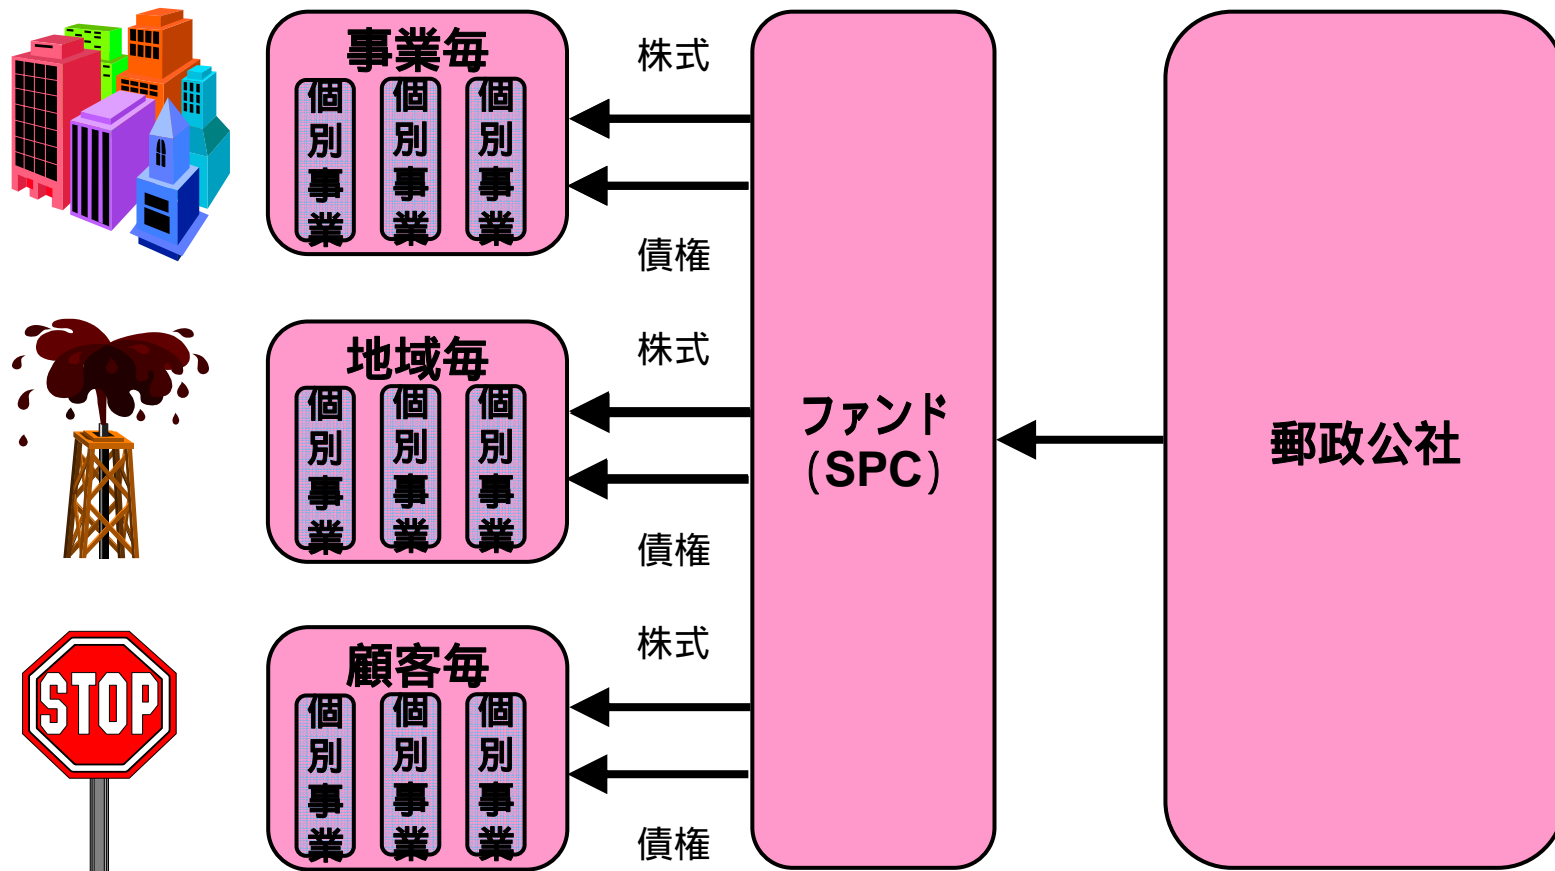 事業毎
個別事業
個別事業
個別事業
株式
債権
地域毎
個別事業
個別事業
個別事業
株式
債権
STOP
顧客毎
個別事業
個別事業
個別事業
株式
債権
ファンド
（SPC）
郵政公社